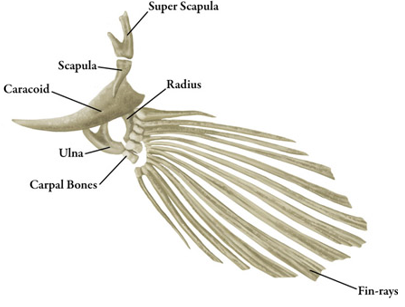 Super Scapula
Scapula
Radius
Caracoid
Ulna
Carpal Bones
Fin-rays